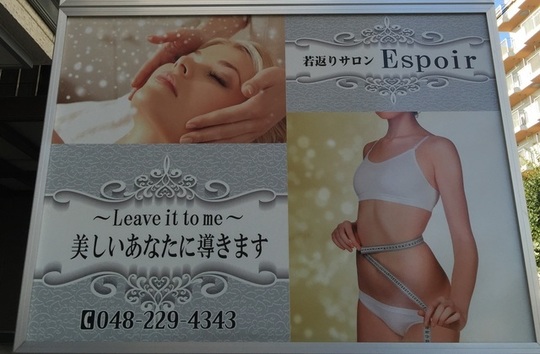 若返りサロン Espoir
～Leave it to me～
美しいあなたに導きます
048-229-4343